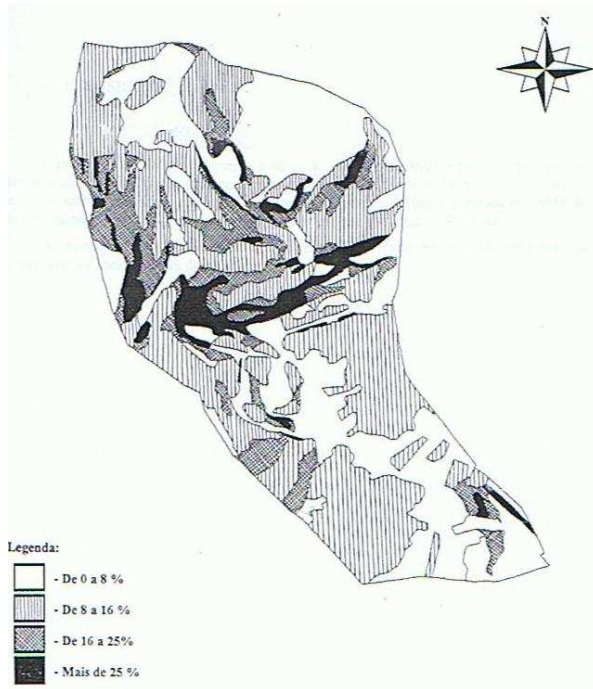 N
Legenda:
- De 0 a 8 %
- De 8 a 16 %
- De 16 a 25%
- Mais de 25 %